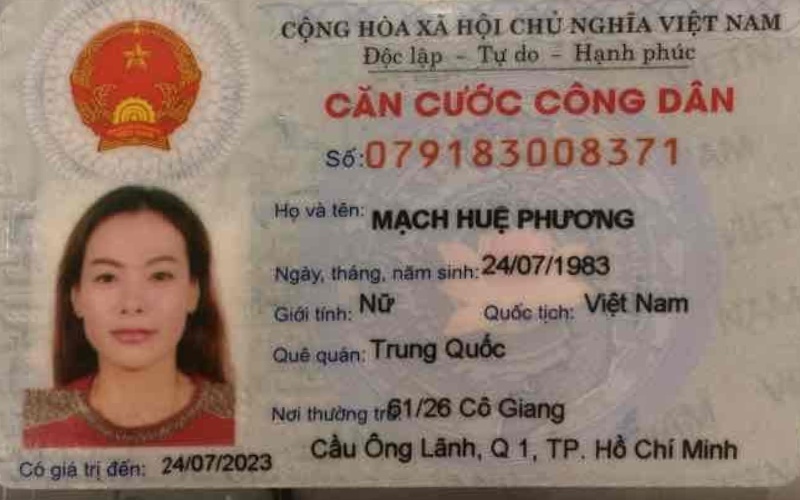 CỘNG HÒA XÃ HỘI CHỦ NGHĨA VIỆT NAM
Độc lập – Tự do – Hạnh phúc
CĂN CƯỚC CÔNG DÂN
Số: 079183008371
Họ và tên: MẠCH HUỆ PHƯƠNG
Ngày, tháng, năm sinh: 24/07/1983
Giới tính: Nữ Quốc tịch: Việt Nam
Quê quán: Trung Quốc
Nơi thường trú: 61/26 Cô Giang
Cầu Ông Lãnh, Q 1, TP. Hồ Chí Minh
Có giá trị đến: 24/07/2023